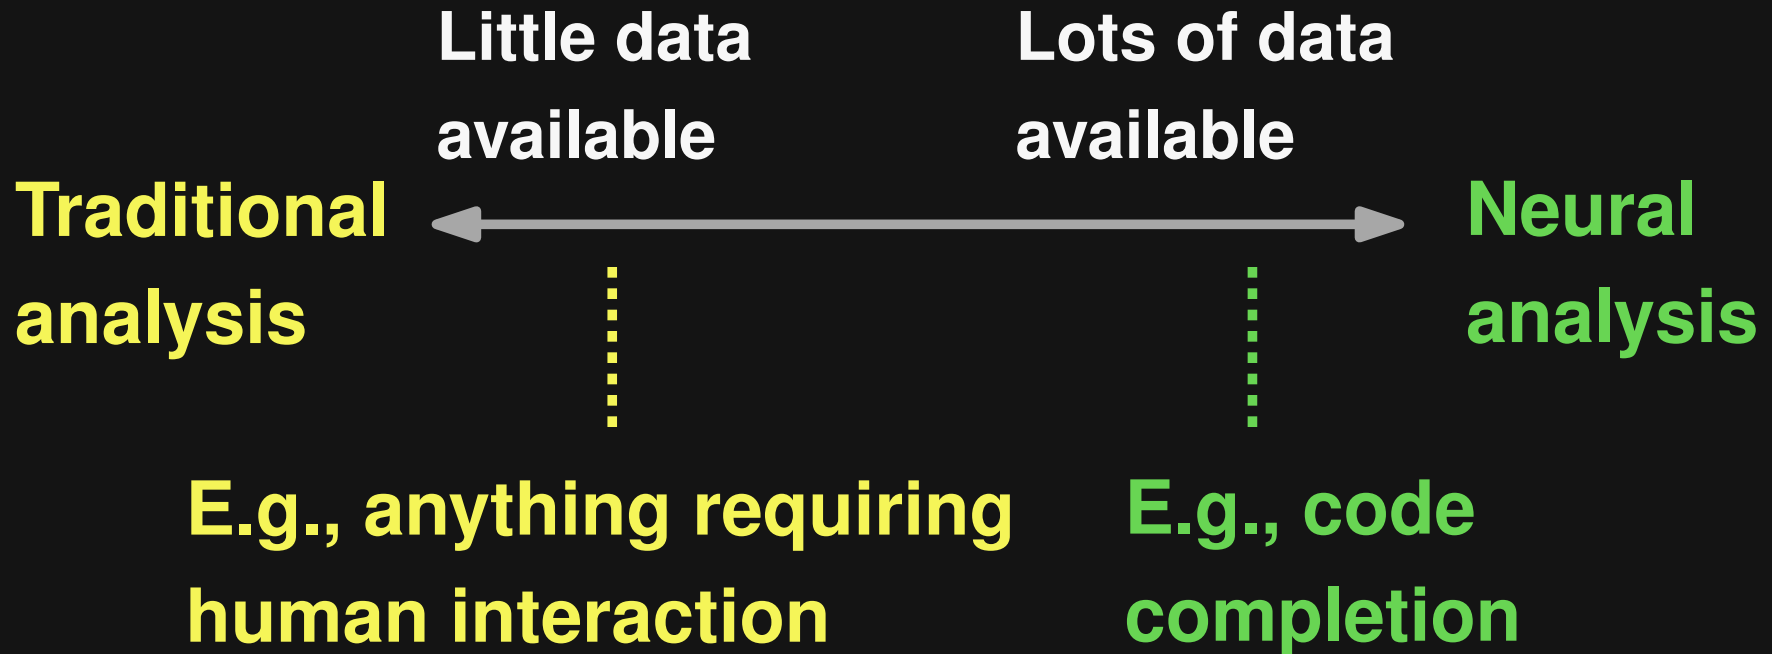 Little data
available
Lots of data
available
Traditional
analysis
Neural
analysis
E.g., anything requiring
human interaction
E.g., code
completion